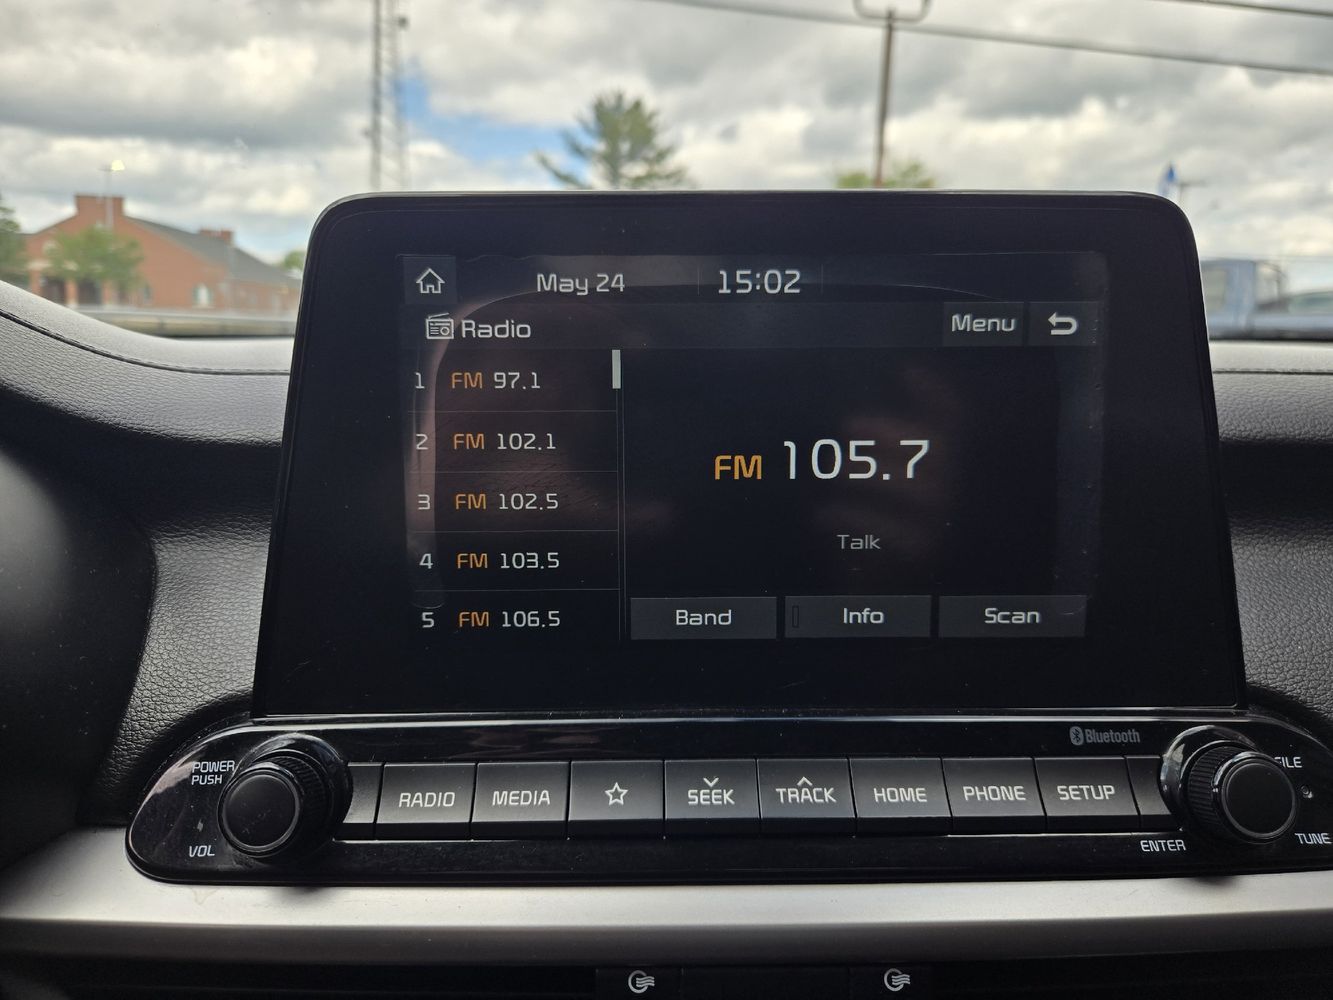 May 24 15:02
Radio Menu
1 FM 97.1
2 FM 102.1
3 FM 102.5
4 FM 103.5
5 FM 106.5
FM 105.7
Talk
Band Info Scan
Bluetooth
POWER
PUSH
VOL
RADIO MEDIA SEEK TRACK HOME PHONE SETUP
FILE
TUNE
ENTER